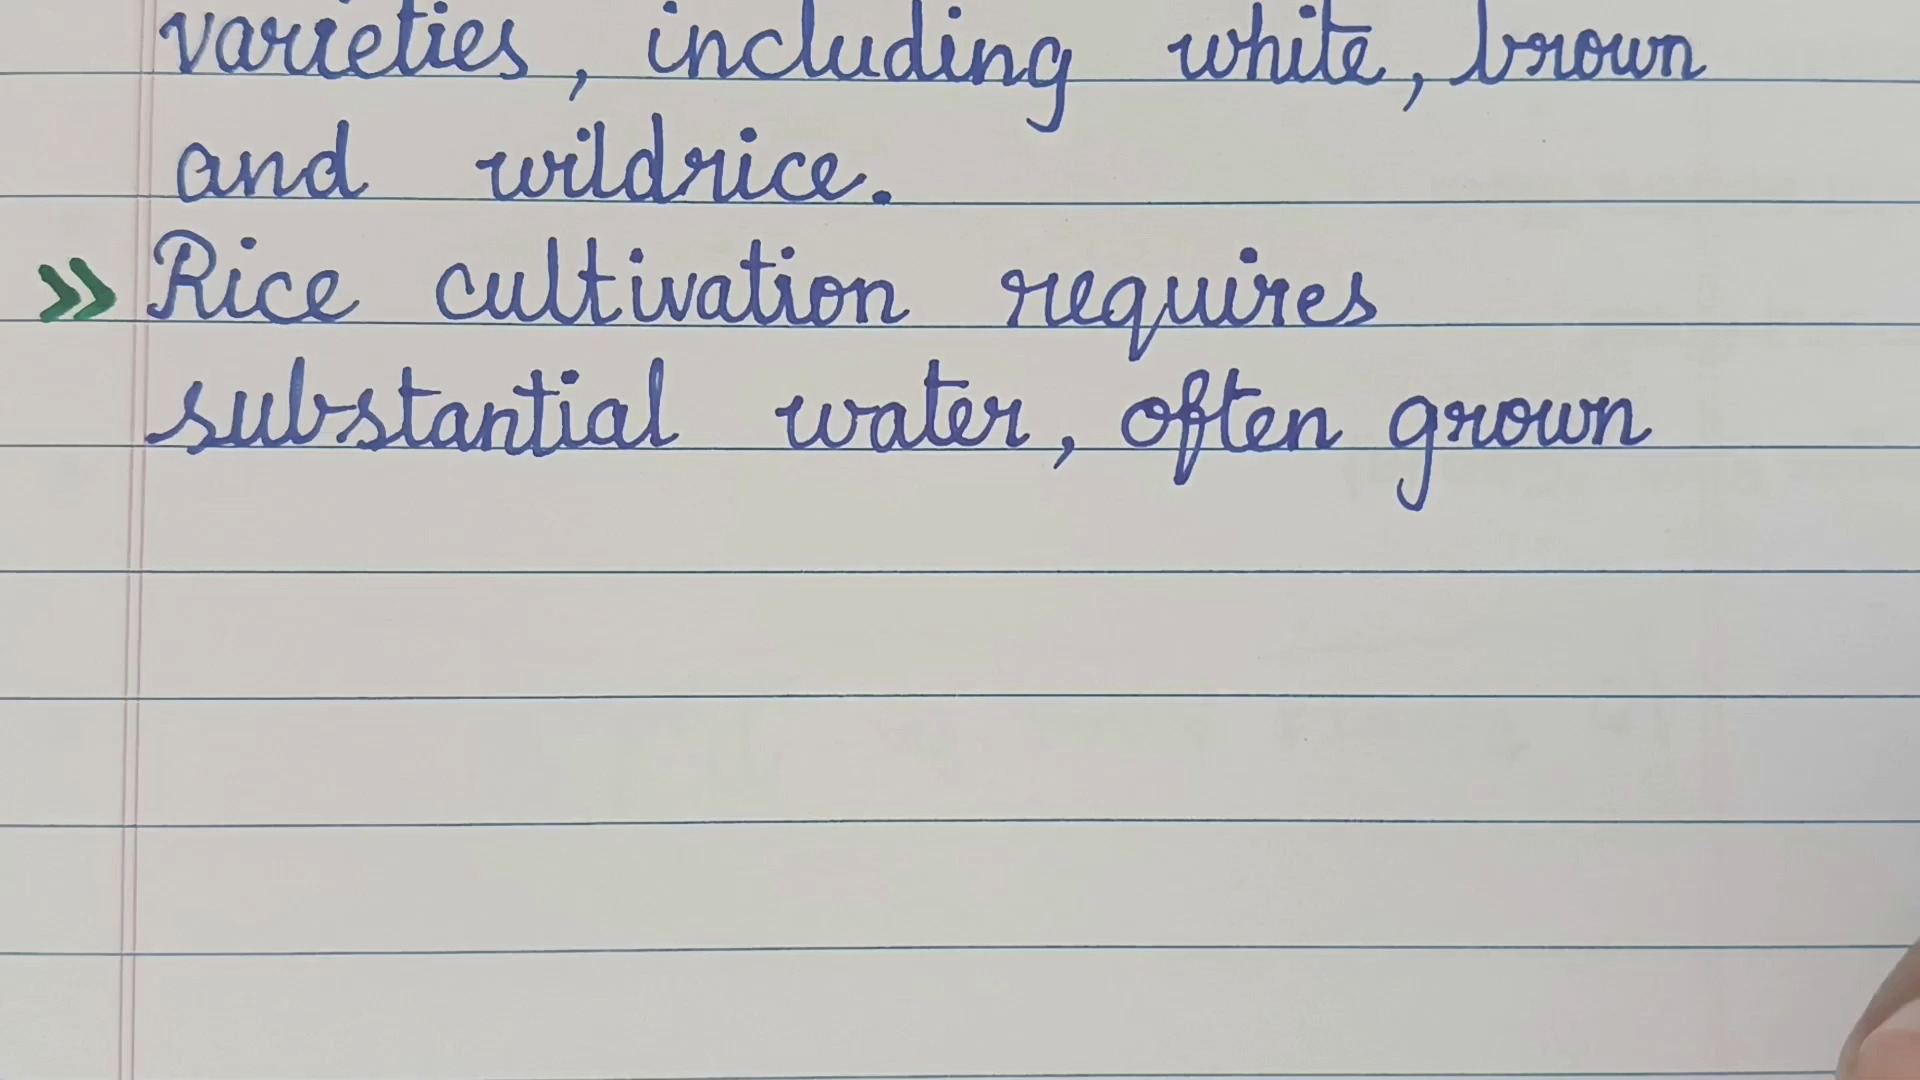 varieties, including white, brown
and wildrice.
» Rice cultivation requires
substantial water, often grown